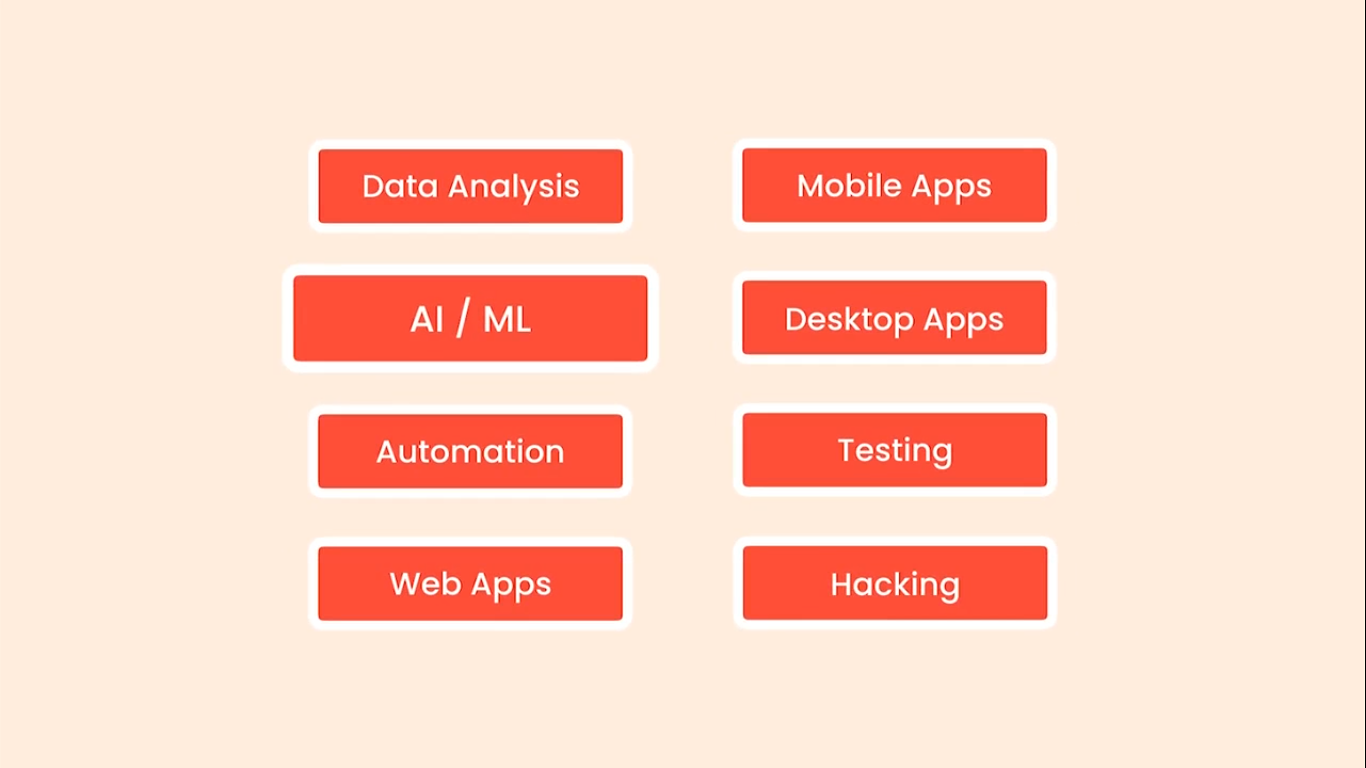 Data Analysis
Mobile Apps
AI / ML
Desktop Apps
Automation
Testing
Web Apps
Hacking